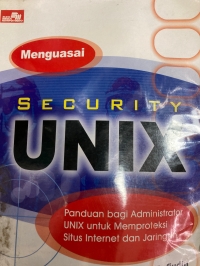 Menguasai
SECURITY
UNIX
Panduan bagi Administrator
UNIX untuk Memproteksi
Situs Internet dan Jaringan